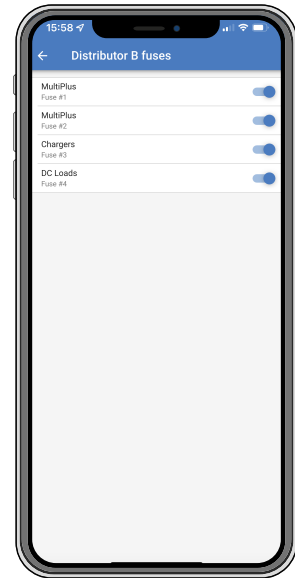 15:58
Distributor B fuses
MultiPlus
Fuse #1
MultiPlus
Fuse #2
Chargers
Fuse #3
DC Loads
Fuse #4